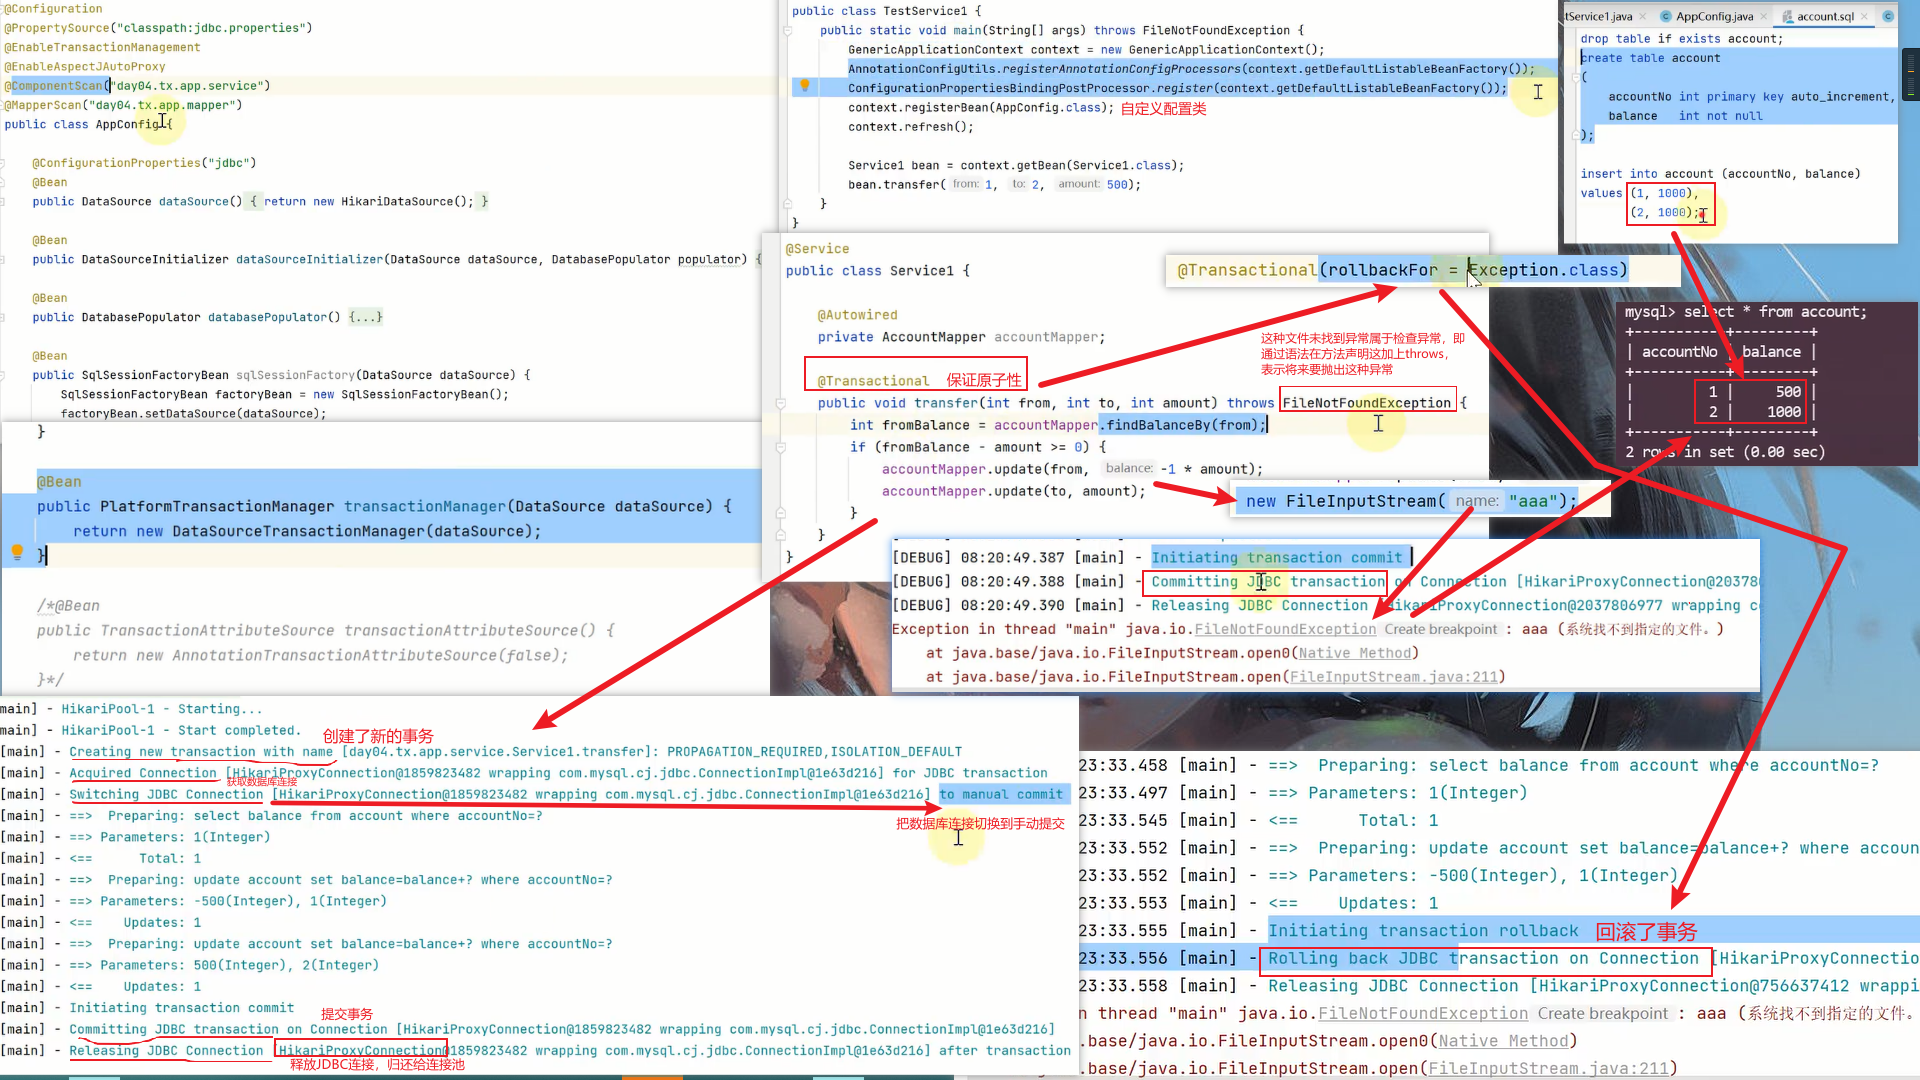 @Configuration
@PropertySource("classpath:jdbc.properties")
@EnableTransactionManagement
@EnableAspectJAutoProxy
@ComponentScan("day04.tx.app.service")
@MapperScan("day04.tx.app.mapper")
public class AppConfig {
@ConfigurationProperties("jdbc")
@Bean
public DataSource dataSource() { return new HikariDataSource(); }
@Bean
public DataSourceInitializer dataSourceInitializer(DataSource dataSource, DatabasePopulator populator) {
@Bean
public DatabasePopulator databasePopulator() {...}
@Bean
public SqlSessionFactoryBean sqlSessionFactory(DataSource dataSource) {
SqlSessionFactoryBean factoryBean = new SqlSessionFactoryBean();
factoryBean.setDataSource(dataSource);
}
@Bean
public PlatformTransactionManager transactionManager(DataSource dataSource) {
return new DataSourceTransactionManager(dataSource);
}
/*@Bean
public TransactionAttributeSource transactionAttributeSource() {
return new AnnotationTransactionAttributeSource(false);
}*/
public class TestService1 {
public static void main(String[] args) throws FileNotFoundException {
GenericApplicationContext context = new GenericApplicationContext();
AnnotationConfigUtils.registerAnnotationConfigProcessors(context.getDefaultListableBeanFactory());
ConfigurationPropertiesBindingPostProcessor.register(context.getDefaultListableBeanFactory());
context.registerBean(AppConfig.class); 自定义配置类
context.refresh();
Service1 bean = context.getBean(Service1.class);
bean.transfer( from: 1, to: 2, amount: 500);
}
}
tService1.java AppConfig.java account.sql
drop table if exists account;
create table account
(
accountNo int primary key auto_increment,
balance int not null
);
insert into account (accountNo, balance)
values (1, 1000),
(2, 1000);
@Service
public class Service1 {
@Autowired
private AccountMapper accountMapper;
@Transactional 保证原子性
public void transfer(int from, int to, int amount) throws FileNotFoundException {
int fromBalance = accountMapper.findBalanceBy(from);
if (fromBalance - amount >= 0) {
accountMapper.update(from, balance: -1 * amount);
accountMapper.update(to, amount);
}
}
}
@Transactional(rollbackFor = Exception.class)
这种文件未找到异常属于检查异常，即
通过语法在方法声明这加上throws，
表示将来要抛出这种异常
new FileInputStream( name: "aaa");
mysql> select * from account;
+-----------+---------+
| accountNo | balance |
+-----------+---------+
| 1 | 500 |
| 2 | 1000 |
+-----------+---------+
2 rows in set (0.00 sec)
[DEBUG] 08:20:49.387 [main] - Initiating transaction commit
[DEBUG] 08:20:49.388 [main] - Committing JDBC transaction on Connection [HikariProxyConnection@20378
[DEBUG] 08:20:49.390 [main] - Releasing JDBC Connection [HikariProxyConnection@2037806977 wrapping c
Exception in thread "main" java.io.FileNotFoundException Create breakpoint : aaa (系统找不到指定的文件。)
at java.base/java.io.FileInputStream.open0(Native Method)
at java.base/java.io.FileInputStream.open(FileInputStream.java:211)
main] - HikariPool-1 - Starting...
main] - HikariPool-1 - Start completed.
创建了新的事务
[main] - Creating new transaction with name [day04.tx.app.service.Service1.transfer]: PROPAGATION_REQUIRED,ISOLATION_DEFAULT
[main] - Acquired Connection [HikariProxyConnection@1859823482 wrapping com.mysql.cj.jdbc.ConnectionImpl@1e63d216] for JDBC transaction
获取数据库连接
[main] - Switching JDBC Connection [HikariProxyConnection@1859823482 wrapping com.mysql.cj.jdbc.ConnectionImpl@1e63d216] to manual commit
把数据库连接切换到手动提交
[main] - ==>  Preparing: select balance from account where accountNo=?
[main] - ==> Parameters: 1(Integer)
[main] - <==      Total: 1
[main] - ==>  Preparing: update account set balance=balance+? where accountNo=?
[main] - ==> Parameters: -500(Integer), 1(Integer)
[main] - <==    Updates: 1
[main] - ==>  Preparing: update account set balance=balance+? where accountNo=?
[main] - ==> Parameters: 500(Integer), 2(Integer)
[main] - <==    Updates: 1
[main] - Initiating transaction commit
提交事务
[main] - Committing JDBC transaction on Connection [HikariProxyConnection@1859823482 wrapping com.mysql.cj.jdbc.ConnectionImpl@1e63d216]
[main] - Releasing JDBC Connection [HikariProxyConnection@1859823482 wrapping com.mysql.cj.jdbc.ConnectionImpl@1e63d216] after transaction
释放JDBC连接，归还给连接池
23:33.458 [main] - ==>  Preparing: select balance from account where accountNo=?
23:33.497 [main] - ==> Parameters: 1(Integer)
23:33.545 [main] - <==      Total: 1
23:33.552 [main] - ==>  Preparing: update account set balance=balance+? where accoun
23:33.552 [main] - ==> Parameters: -500(Integer), 1(Integer)
23:33.553 [main] - <==    Updates: 1
23:33.555 [main] - Initiating transaction rollback 回滚了事务
23:33.556 [main] - Rolling back JDBC transaction on Connection [HikariProxyConnectio
23:33.558 [main] - Releasing JDBC Connection [HikariProxyConnection@756637412 wrappi
n thread "main" java.io.FileNotFoundException Create breakpoint : aaa (系统找不到指定的文件。
.base/java.io.FileInputStream.open0(Native Method)
.base/java.io.FileInputStream.open(FileInputStream.java:211)